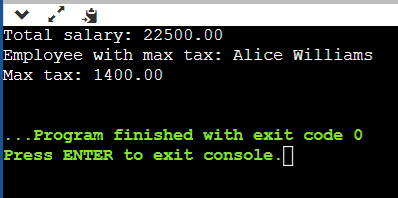 Total salary: 22500.00
Employee with max tax: Alice Williams
Max tax: 1400.00
...Program finished with exit code 0
Press ENTER to exit console.